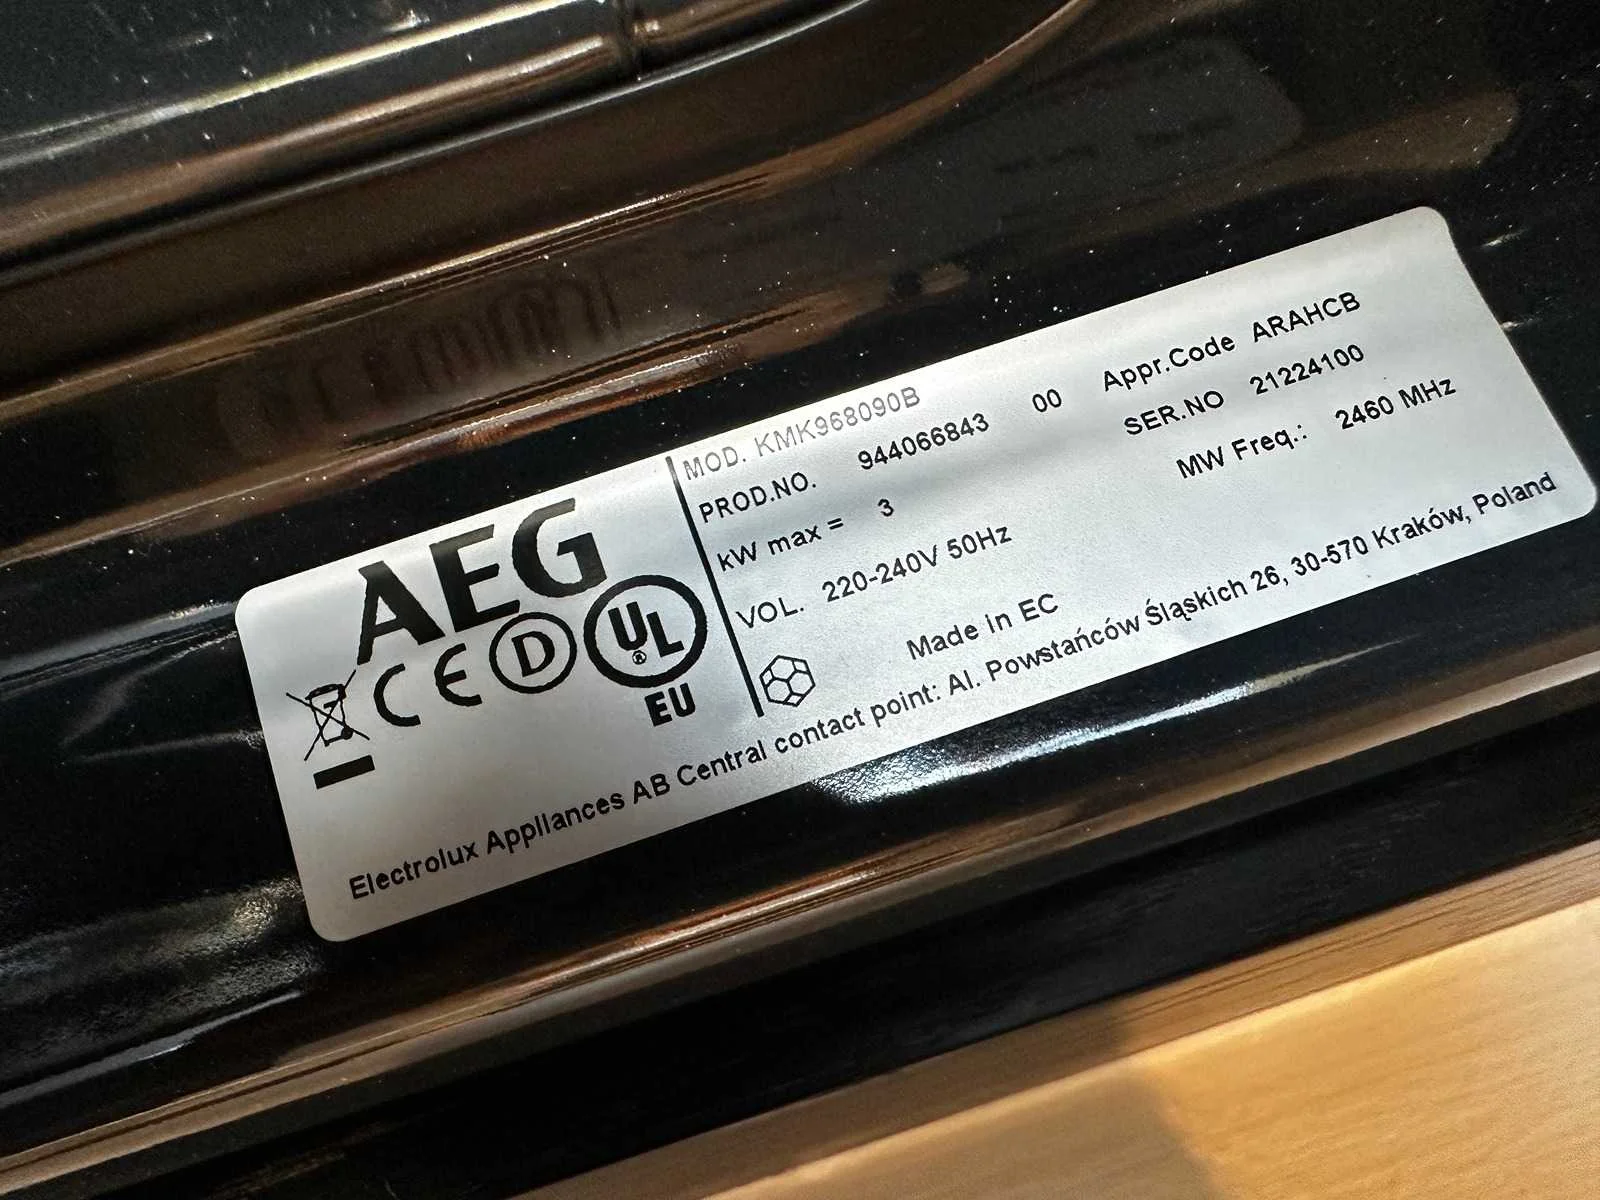 AEG
CE D UL ® EU
MOD. KMK968090B
PROD.NO. 944066843 00 Appr.Code ARAHCB
kW max = 3 SER.NO 21224100
VOL. 220-240V 50Hz MW Freq.: 2460 MHz
Made in EC
Electrolux Appliances AB Central contact point: Al. Powstańców Śląskich 26, 30-570 Kraków, Poland